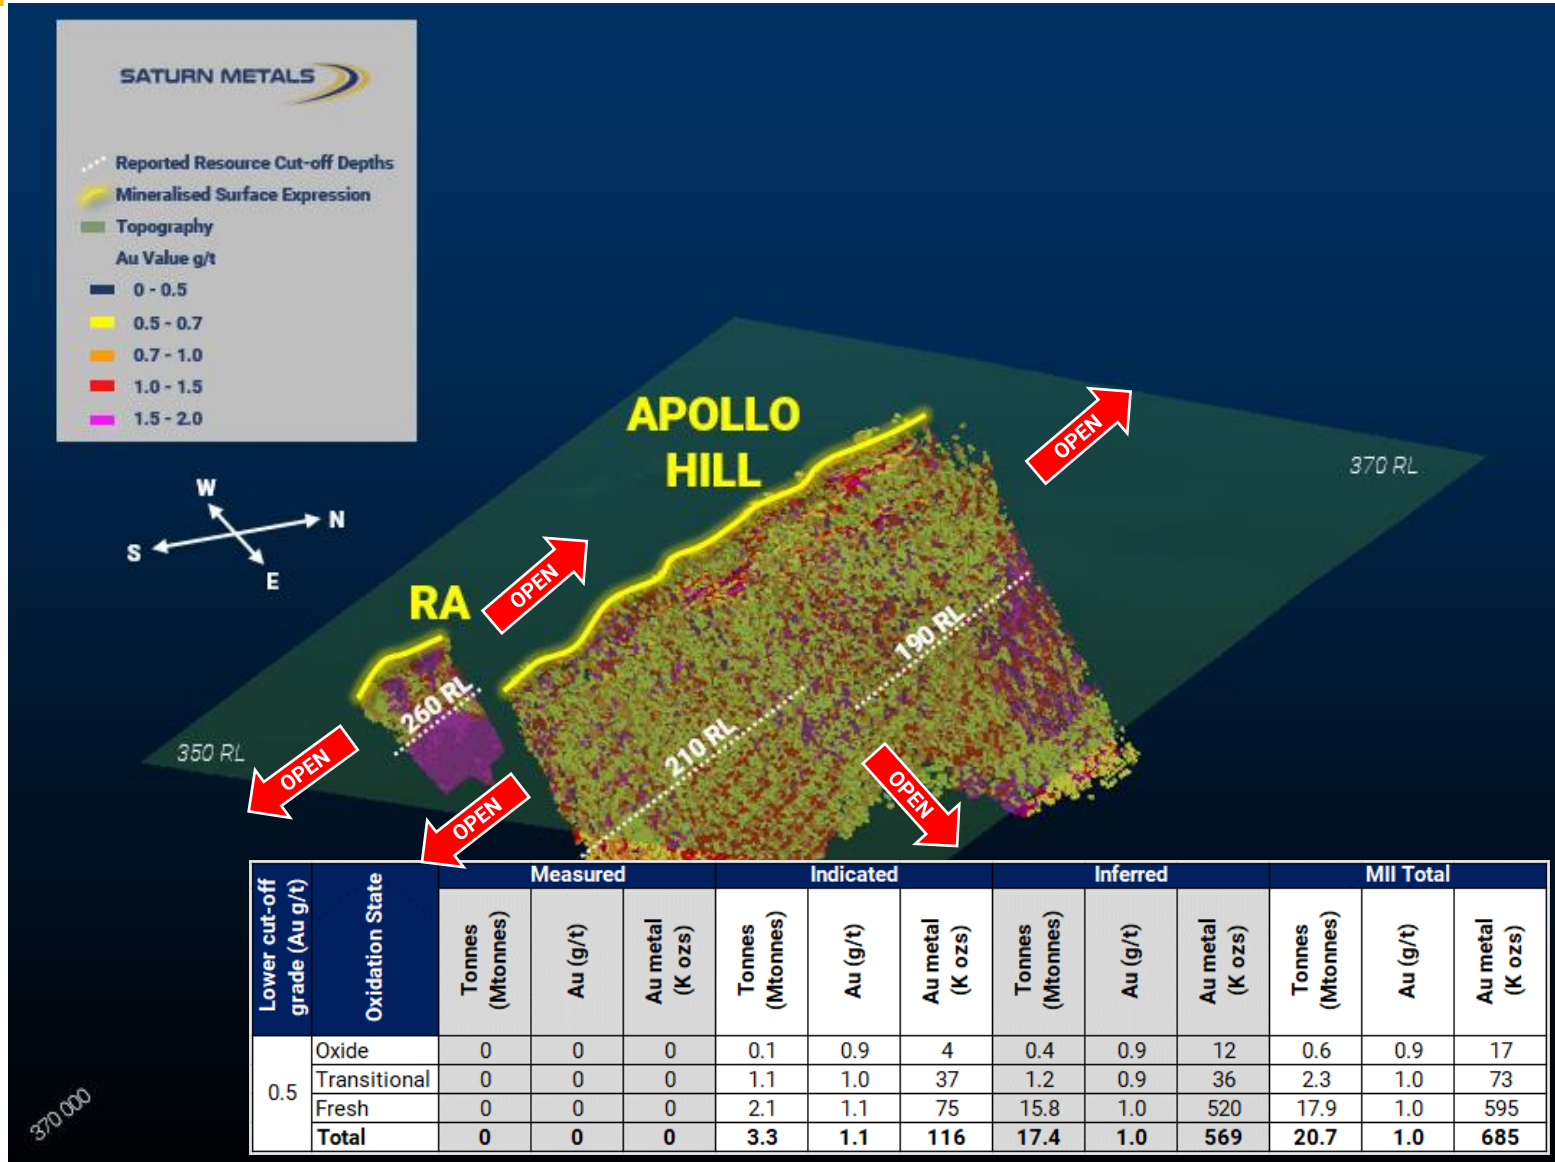 SATURN METALS
Reported Resource Cut-off Depths
Mineralised Surface Expression
Topography
Au Value g/t
0 - 0.5
0.5 - 0.7
0.7 - 1.0
1.0 - 1.5
1.5 - 2.0
W
N
S
E
APOLLO
HILL
OPEN
370 RL
OPEN
RA
190 RL
260 RL
210 RL
350 RL
OPEN
OPEN
OPEN
370 000
Lower cut-off grade (Au g/t) Oxidation State Measured Indicated Inferred MII Total
Tonnes (Mtonnes) Au (g/t) Au metal (K ozs) Tonnes (Mtonnes) Au (g/t) Au metal (K ozs) Tonnes (Mtonnes) Au (g/t) Au metal (K ozs) Tonnes (Mtonnes) Au (g/t) Au metal (K ozs)
0.5
Oxide 0 0 0 0.1 0.9 4 0.4 0.9 12 0.6 0.9 17
Transitional 0 0 0 1.1 1.0 37 1.2 0.9 36 2.3 1.0 73
Fresh 0 0 0 2.1 1.1 75 15.8 1.0 520 17.9 1.0 595
Total 0 0 0 3.3 1.1 116 17.4 1.0 569 20.7 1.0 685